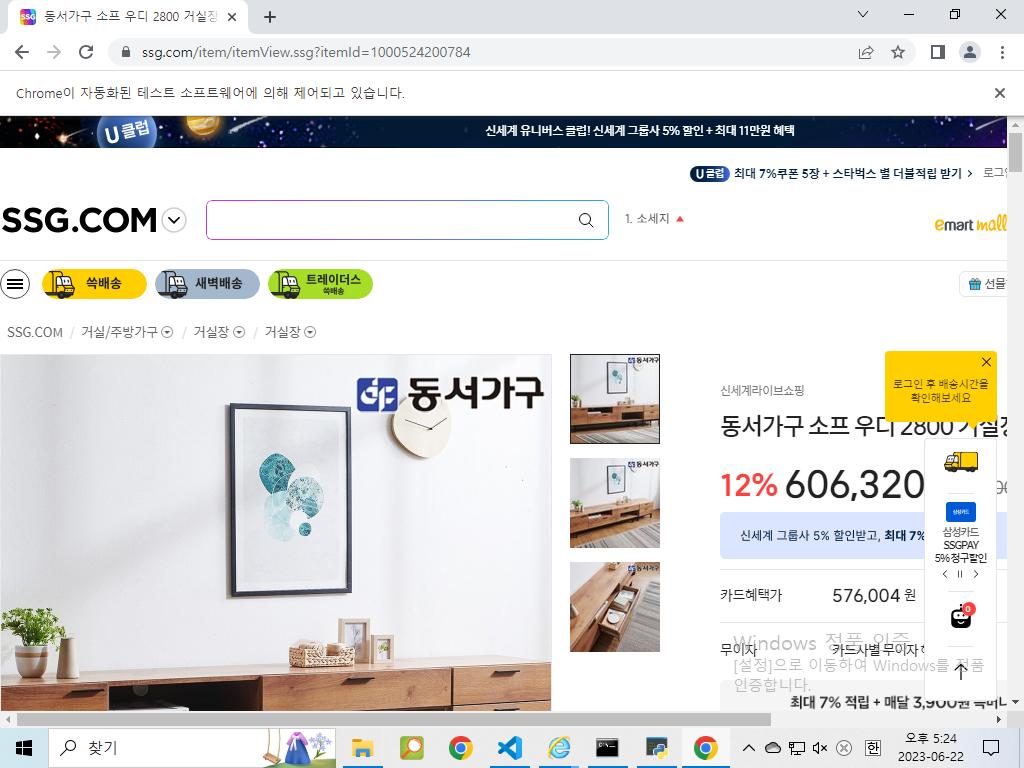 동서가구 소프 우디 2800 거실장
ssg.com/item/itemView.ssg?itemId=1000524200784
Chrome이 자동화된 테스트 소프트웨어에 의해 제어되고 있습니다.
U 클럽
신세계 유니버스 클럽! 신세계 그룹사 5% 할인 + 최대 11만원 혜택
U 클럽 최대 7%쿠폰 5장 + 스타벅스 별 더블적립 받기 > 로그인
SSG.COM
1. 소세지
emart mall
쓱배송
새벽배송
트레이더스
쓱배송
선물
SSG.COM / 거실/주방가구 / 거실장 / 거실장
동서가구
로그인 후 배송시간을
확인해보세요
신세계라이브쇼핑
동서가구 소프 우디 2800 거실장
12% 606,320
삼성카드
삼성카드
SSGPAY
5% 청구할인
신세계 그룹사 5% 할인받고, 최대 7%
카드혜택가 576,004 원
0
무이자 카드사별 무이자
Windows 정품 인증
[설정]으로 이동하여 Windows를 정품
인증합니다.
최대 7% 적립 + 매달 3,900원 쓱머니
찾기
한
오후 5:24
2023-06-22